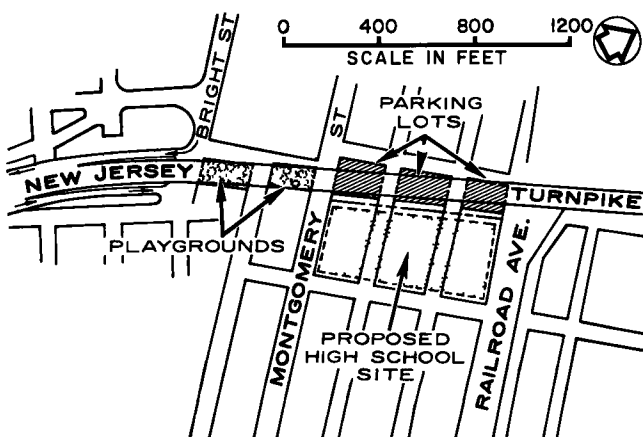 0 400 800 1200
SCALE IN FEET
BRIGHT ST
ST
PARKING
LOTS
NEW JERSEY
TURNPIKE
PLAYGROUNDS
MONTGOMERY
RAILROAD AVE.
PROPOSED
HIGH SCHOOL
SITE